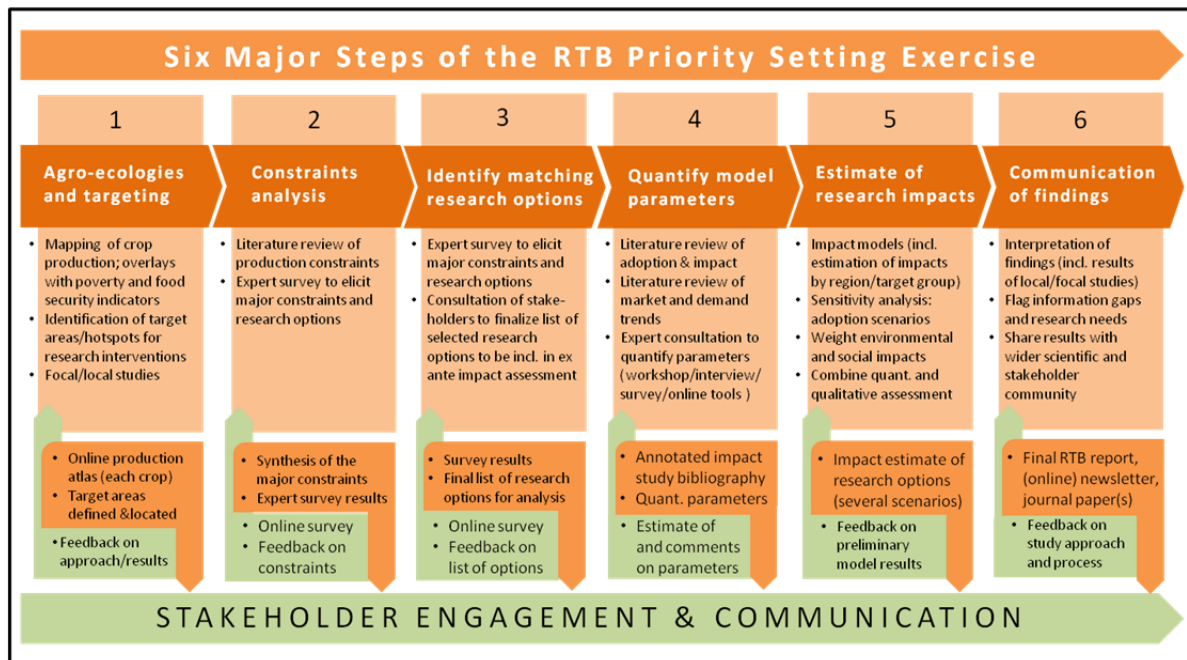 Six Major Steps of the RTB Priority Setting Exercise
1
Agro-ecologies
and targeting
• Mapping of crop
production; overlays
with poverty and food
security indicators
• Identification of target
areas/hotspots for
research interventions
• Focal/local studies
• Online production
atlas (each crop)
• Target areas
defined &located
• Feedback on
approach/results
2
Constraints
analysis
• Literature review of
production constraints
• Expert survey to elicit
major constraints and
research options
• Synthesis of the
major constraints
• Expert survey results
• Online survey
• Feedback on
constraints
3
Identify matching
research options
• Expert survey to elicit
major constraints and
research options
• Consultation of stake-
holders to finalize list of
selected research
options to be incl. in ex
ante impact assessment
• Survey results
• Final list of research
options for analysis
• Online survey
• Feedback on
list of options
4
Quantify model
parameters
• Literature review of
adoption & impact
• Literature review of
market and demand
trends
• Expert consultation to
quantify parameters
(workshop/interview/
survey/online tools )
• Annotated impact
study bibliography
• Quant. parameters
• Estimate of
and comments
on parameters
5
Estimate of
research impacts
• Impact models (incl.
estimation of impacts
by region/target group)
• Sensitivity analysis:
adoption scenarios
• Weight environmental
and social impacts
• Combine quant. and
qualitative assessment
• Impact estimate of
research options
(several scenarios)
• Feedback on
preliminary
model results
6
Communication
of findings
• Interpretation of
findings (incl. results
of local/focal studies)
• Flag information gaps
and research needs
• Share results with
wider scientific and
stakeholder
community
• Final RTB report,
(online) newsletter,
journal paper(s)
• Feedback on
study approach
and process
STAKEHOLDER ENGAGEMENT & COMMUNICATION